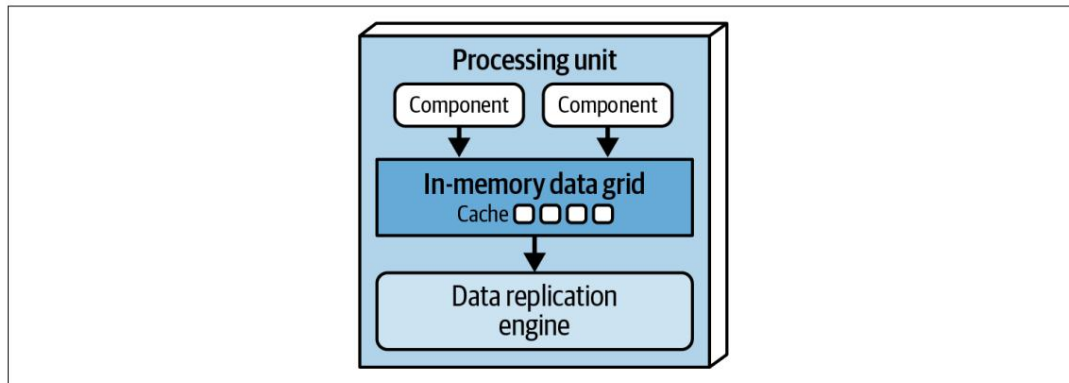 Processing unit
Component
Component
In-memory data grid
Cache
Data replication
engine